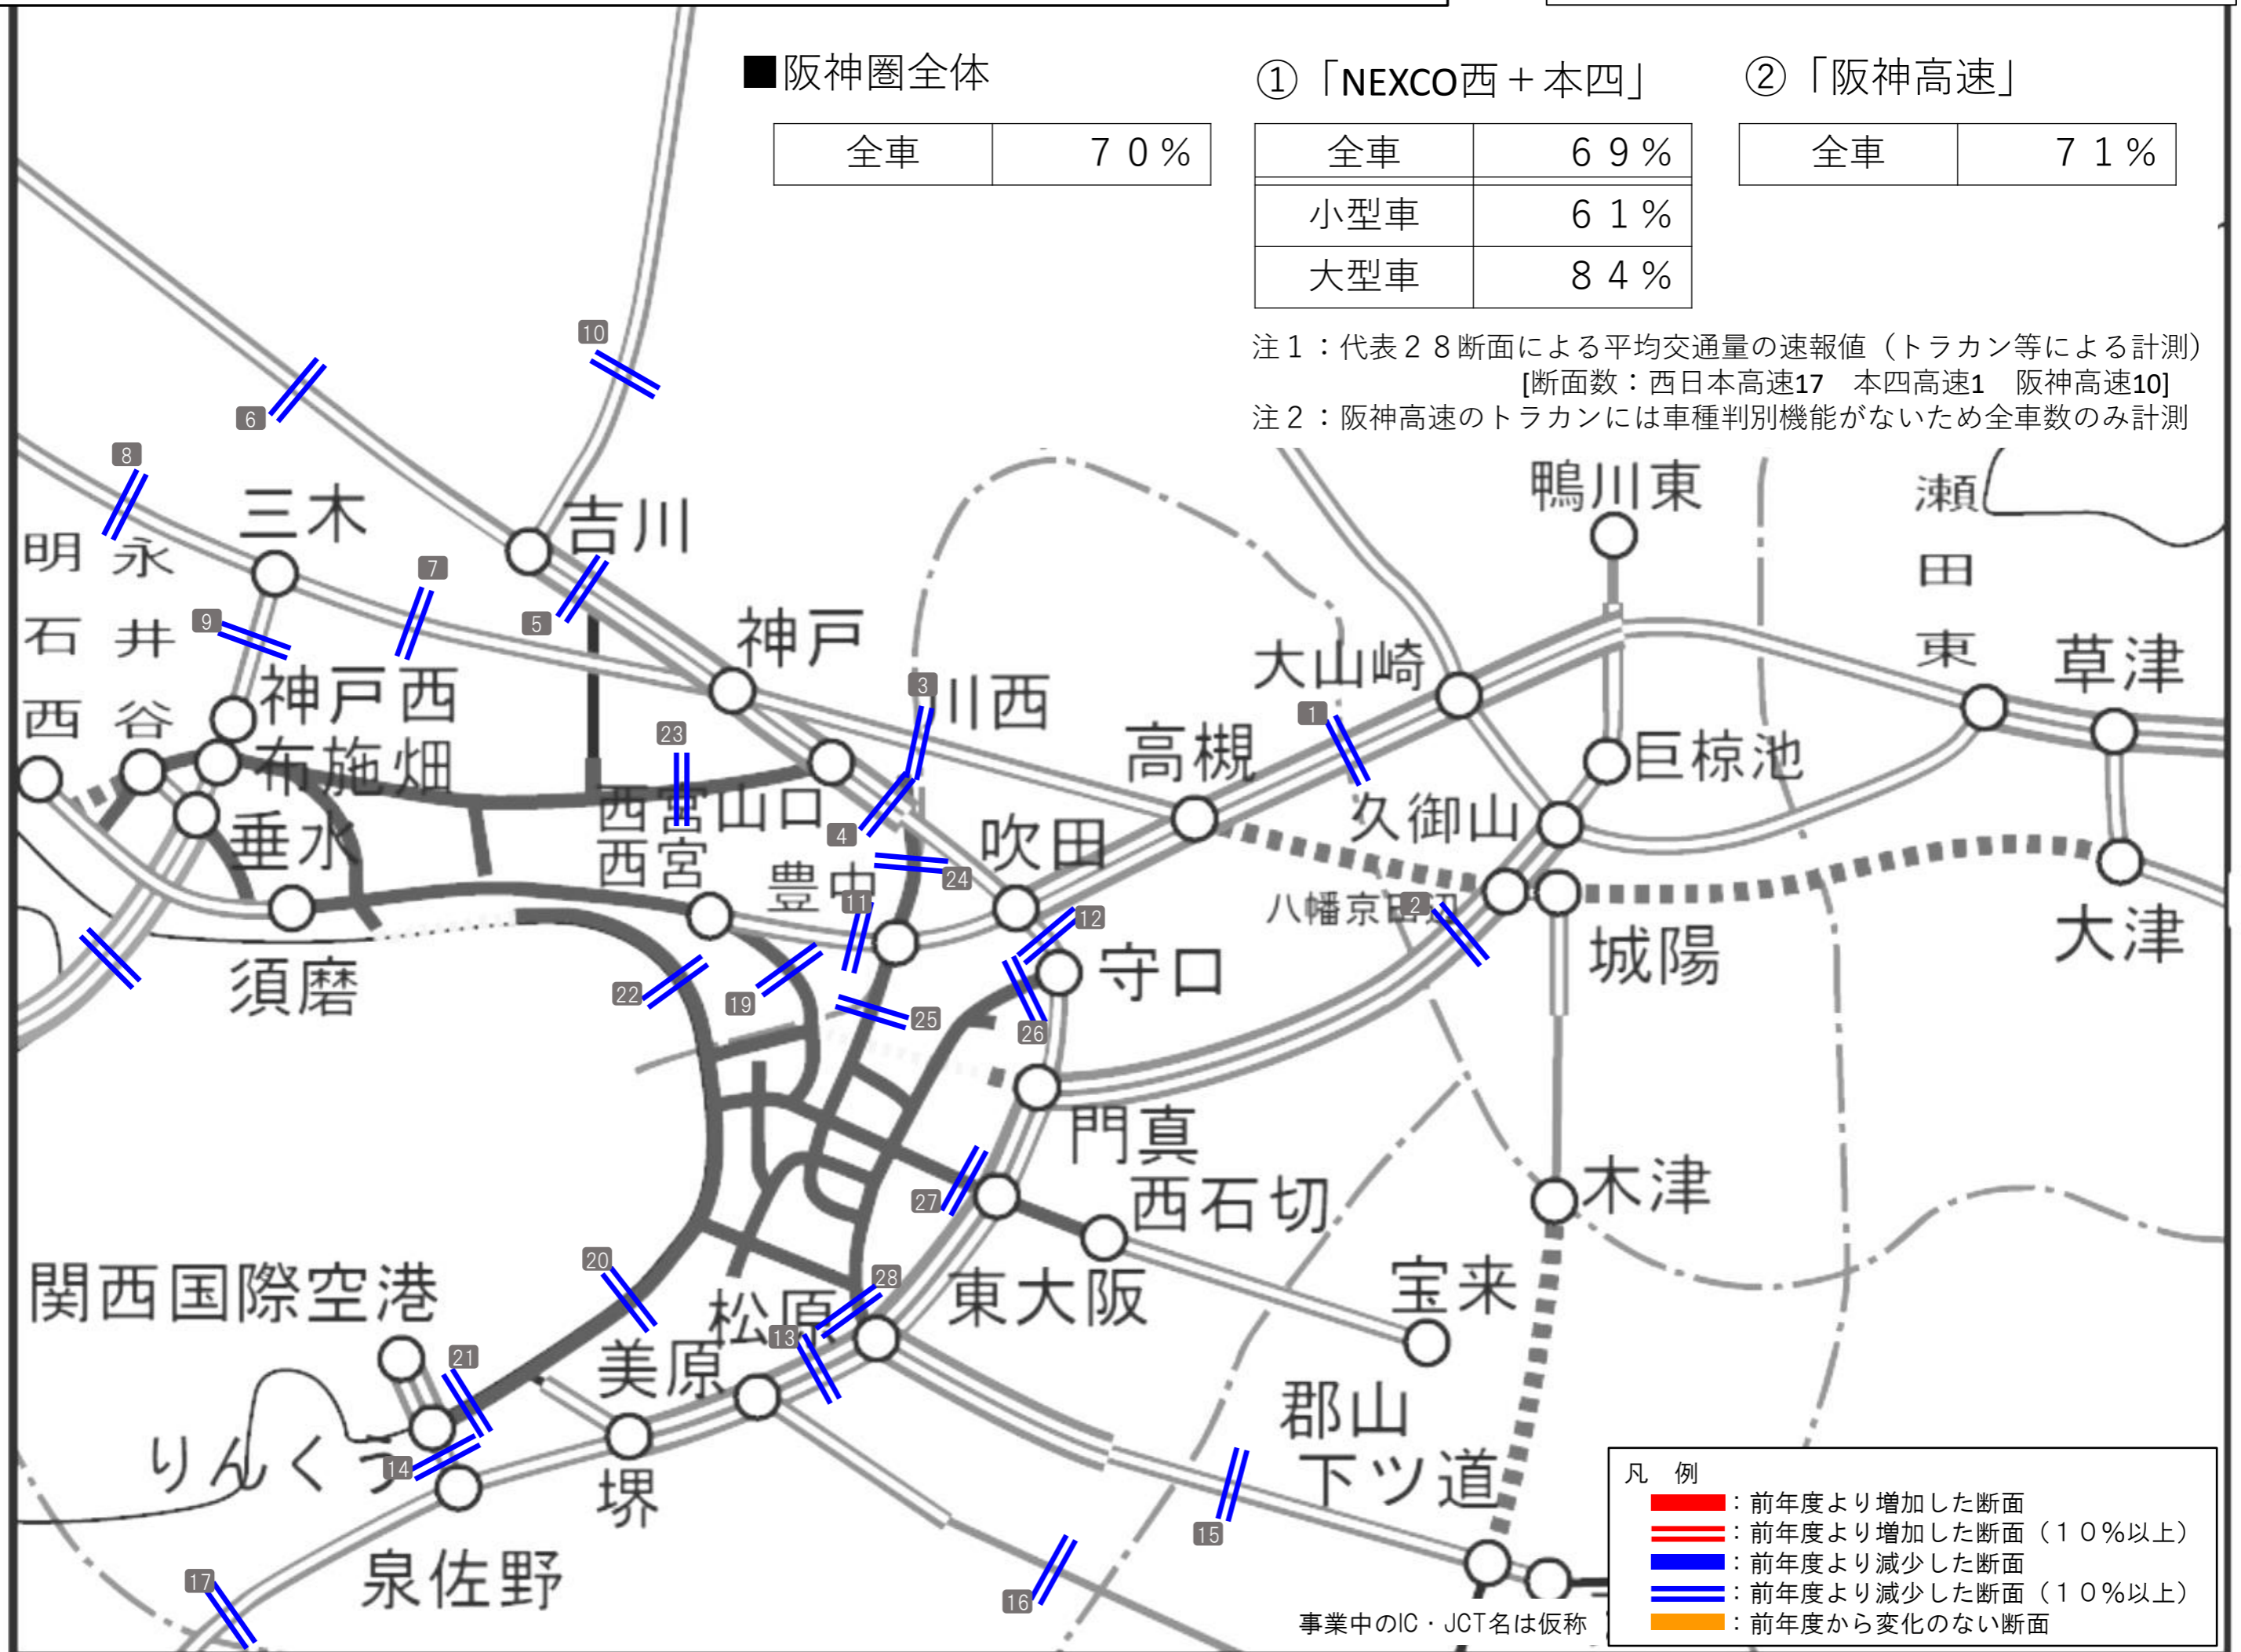 ■阪神圏全体
全車 ７０％
①「NEXCO西＋本四」
全車 ６９％
小型車 ６１％
大型車 ８４％
②「阪神高速」
全車 ７１％
注１：代表２８断面による平均交通量の速報値（トラカン等による計測）
[断面数：西日本高速17　本四高速1　阪神高速10]
注２：阪神高速のトラカンには車種判別機能がないため全車数のみ計測
10
6
8
三木
吉川
鴨川東
瀬田東
明石西
永井谷
7
9
5
神戸
神戸西
3
川西
大山崎
草津
1
23
布施畑
高槻
巨椋池
西宮山口
4
久御山
垂水
西宮
吹田
豊中
24
11
八幡京田辺
2
12
大津
須磨
守口
城陽
22
19
25
26
門真
27
西石切
木津
20
関西国際空港
28
東大阪
宝来
松原
13
美原
21
郡山下ツ道
りんくう
14
堺
15
泉佐野
17
16
事業中のIC・JCT名は仮称
凡　例
：前年度より増加した断面
：前年度より増加した断面（１０％以上）
：前年度より減少した断面
：前年度より減少した断面（１０％以上）
：前年度から変化のない断面